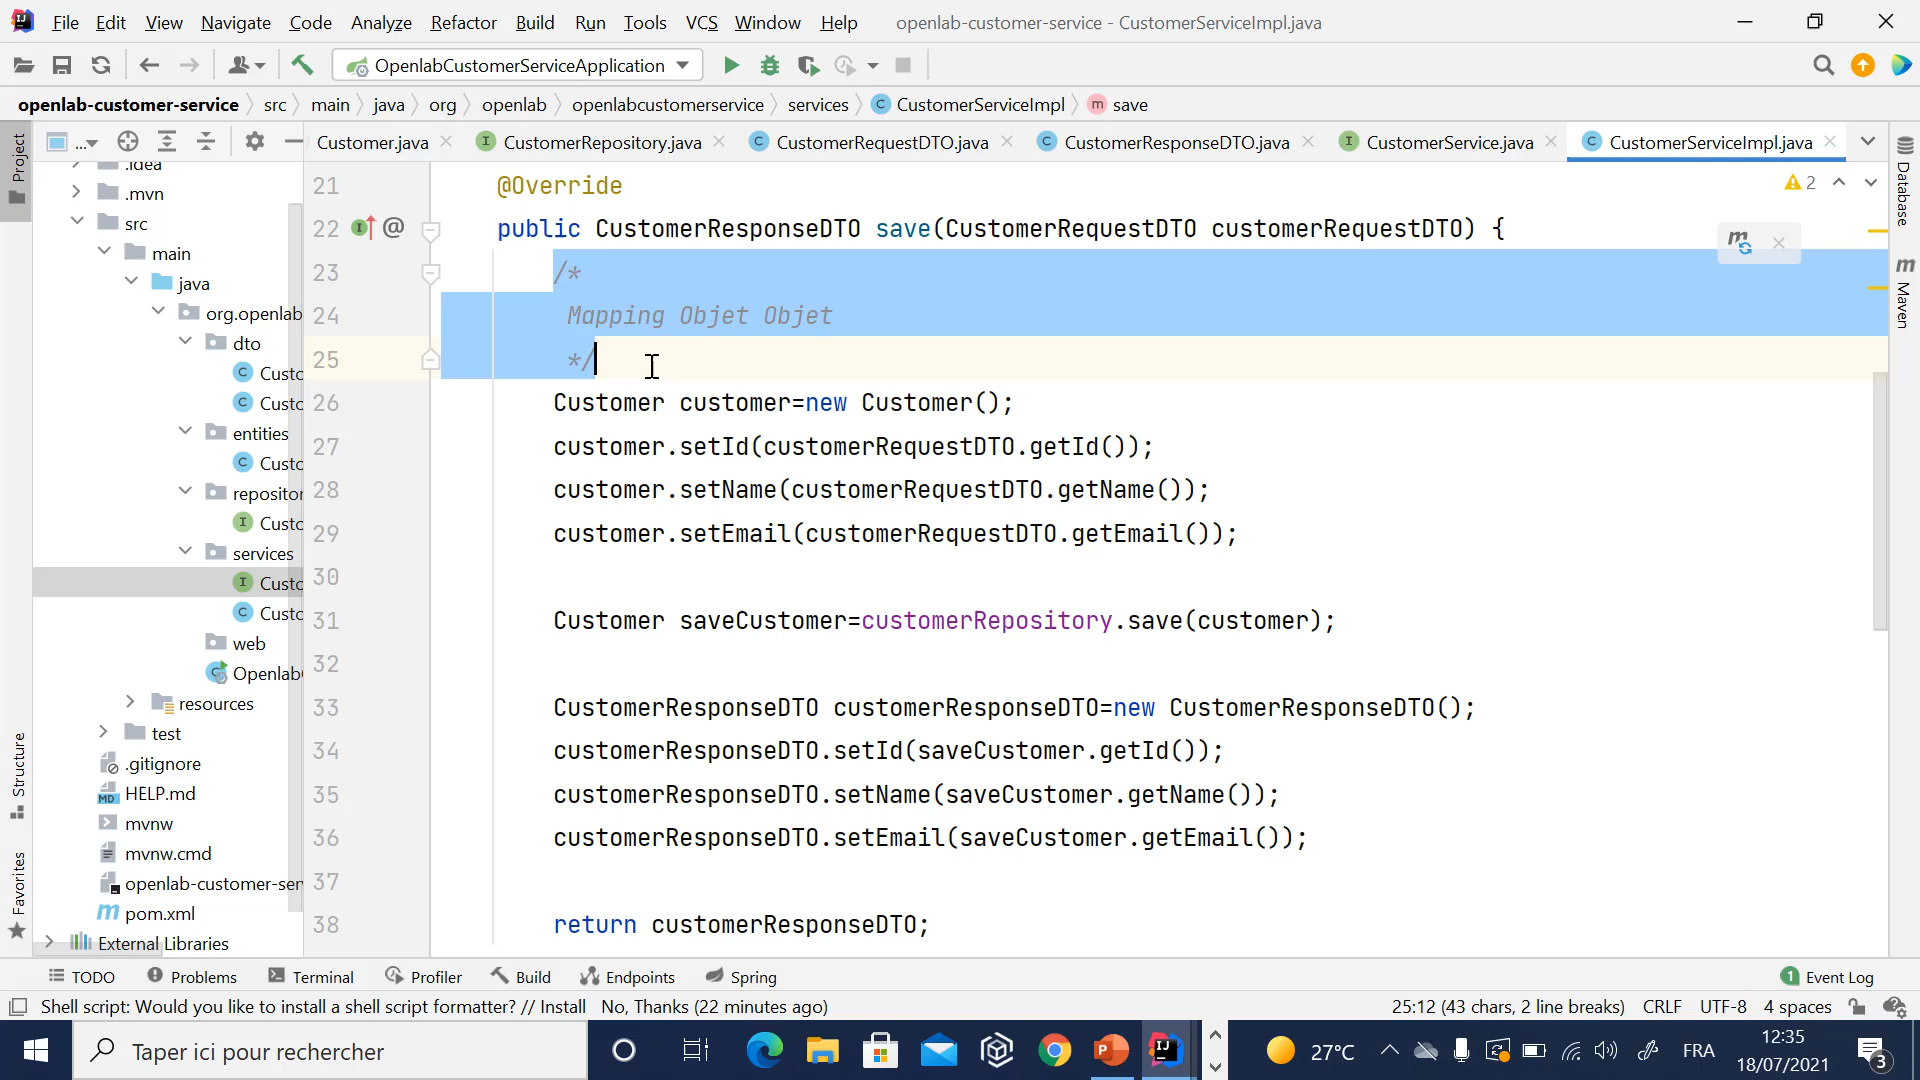 File Edit View Navigate Code Analyze Refactor Build Run Tools VCS Window Help openlab-customer-service - CustomerServiceImpl.java
OpenlabCustomerServiceApplication
openlab-customer-service src main java org openlab openlabcustomerservice services CustomerServiceImpl save
Project
...
Customer.java CustomerRepository.java CustomerRequestDTO.java CustomerResponseDTO.java CustomerService.java CustomerServiceImpl.java
.idea
.mvn
src
main
java
org.openlab
dto
Custo
Custo
entities
Custo
repositor
Custo
services
Custo
Custo
web
Openlab
resources
test
.gitignore
HELP.md
mvnw
mvnw.cmd
openlab-customer-ser
pom.xml
External Libraries
21 @Override
22 public CustomerResponseDTO save(CustomerRequestDTO customerRequestDTO) {
23 /*
24 Mapping Objet Objet
25 */
26 Customer customer=new Customer();
27 customer.setId(customerRequestDTO.getId());
28 customer.setName(customerRequestDTO.getName());
29 customer.setEmail(customerRequestDTO.getEmail());
30
31 Customer saveCustomer=customerRepository.save(customer);
32
33 CustomerResponseDTO customerResponseDTO=new CustomerResponseDTO();
34 customerResponseDTO.setId(saveCustomer.getId());
35 customerResponseDTO.setName(saveCustomer.getName());
36 customerResponseDTO.setEmail(saveCustomer.getEmail());
37
38 return customerResponseDTO;
2
Database
Maven
Structure
Favorites
TODO Problems Terminal Profiler Build Endpoints Spring 1 Event Log
Shell script: Would you like to install a shell script formatter? // Install No, Thanks (22 minutes ago) 25:12 (43 chars, 2 line breaks) CRLF UTF-8 4 spaces
Taper ici pour rechercher 27°C FRA 12:35
18/07/2021
3